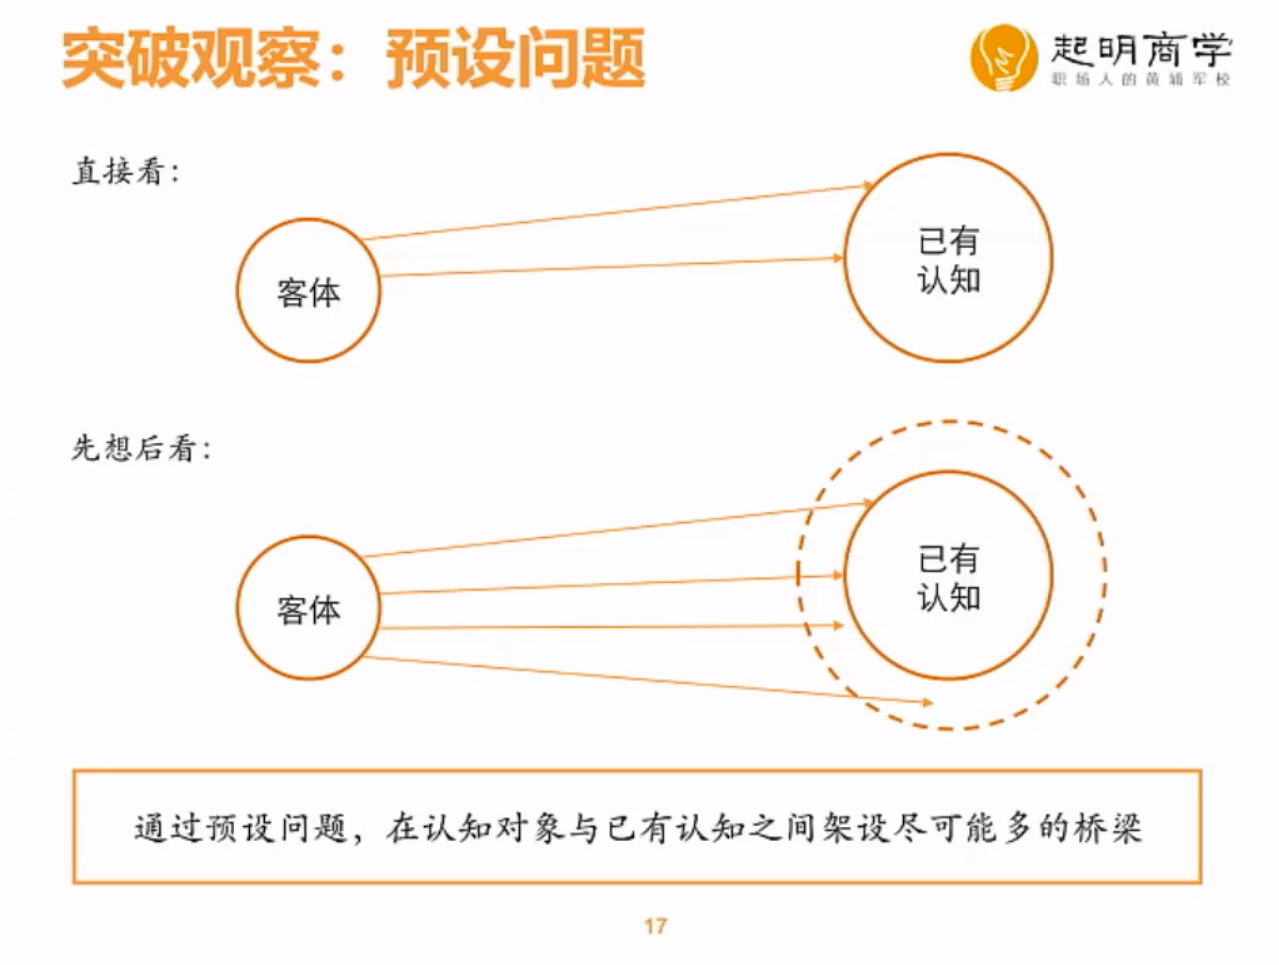 突破观察：预设问题
起明商学
职场人的黄埔军校
直接看：
客体
已有
认知
先想后看：
客体
已有
认知
通过预设问题，在认知对象与已有认知之间架设尽可能多的桥梁
17